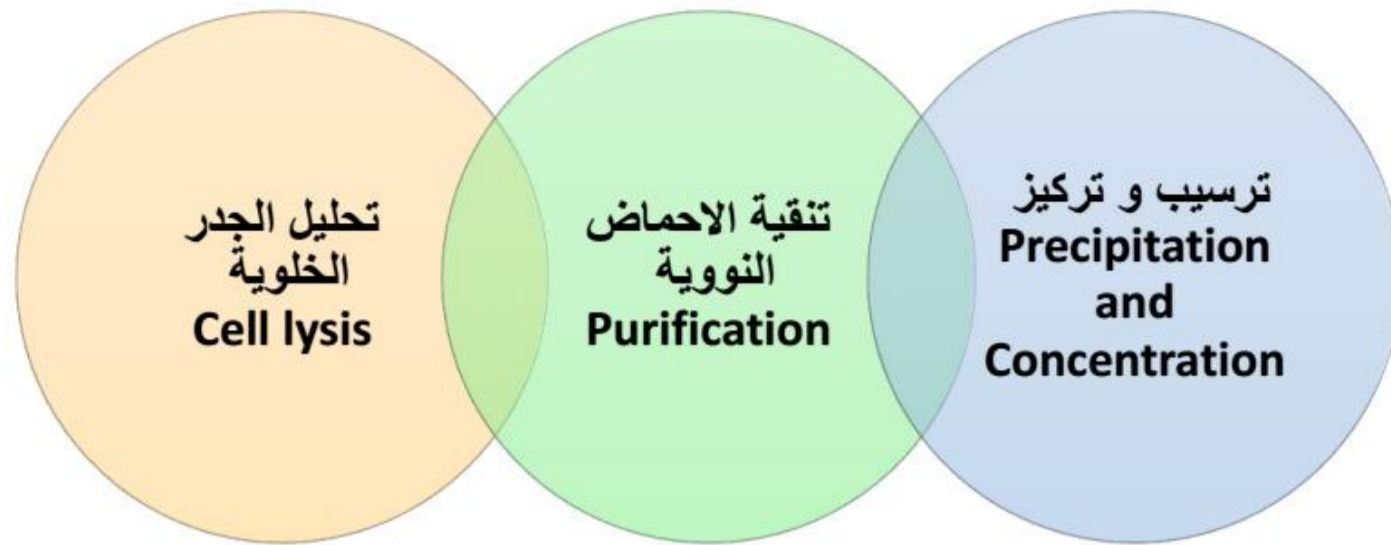 تحليل الجدر
الخلوية
Cell lysis
تنقية الاحماض
النووية
Purification
ترسيب و تركيز
Precipitation
and
Concentration